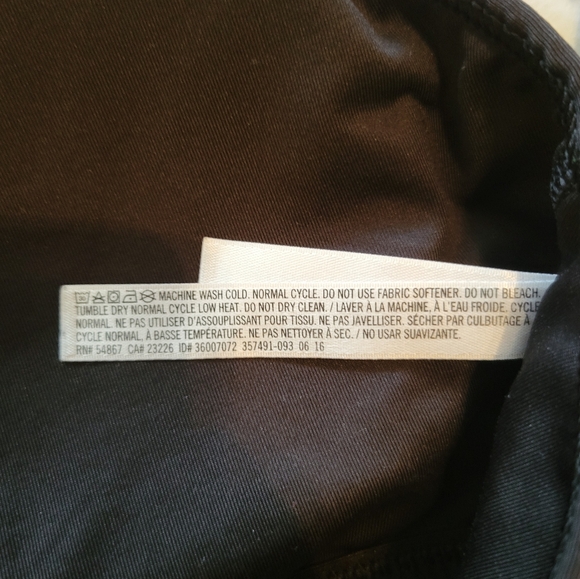 MACHINE WASH COLD. NORMAL CYCLE. DO NOT USE FABRIC SOFTENER. DO NOT BLEACH.
TUMBLE DRY NORMAL CYCLE LOW HEAT. DO NOT DRY CLEAN. / LAVER À LA MACHINE, À L'EAU FROIDE. CYCLE
NORMAL. NE PAS UTILISER D'ASSOUPLISSANT POUR TISSU. NE PAS JAVELLISER. SÉCHER PAR CULBUTAGE À
CYCLE NORMAL, À BASSE TEMPÉRATURE. NE PAS NETTOYER À SEC. / NO USAR SUAVIZANTE.
RN# 54867 CA# 23226 ID# 36007072 357491-093 06 16